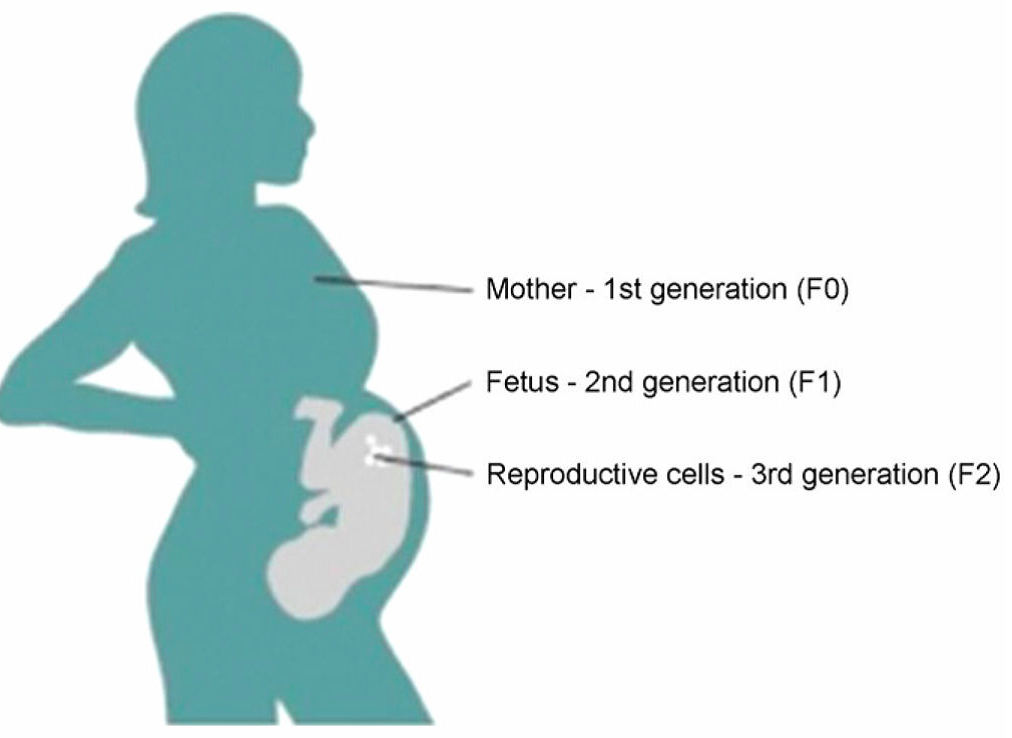 Mother - 1st generation (F0)
Fetus - 2nd generation (F1)
Reproductive cells - 3rd generation (F2)